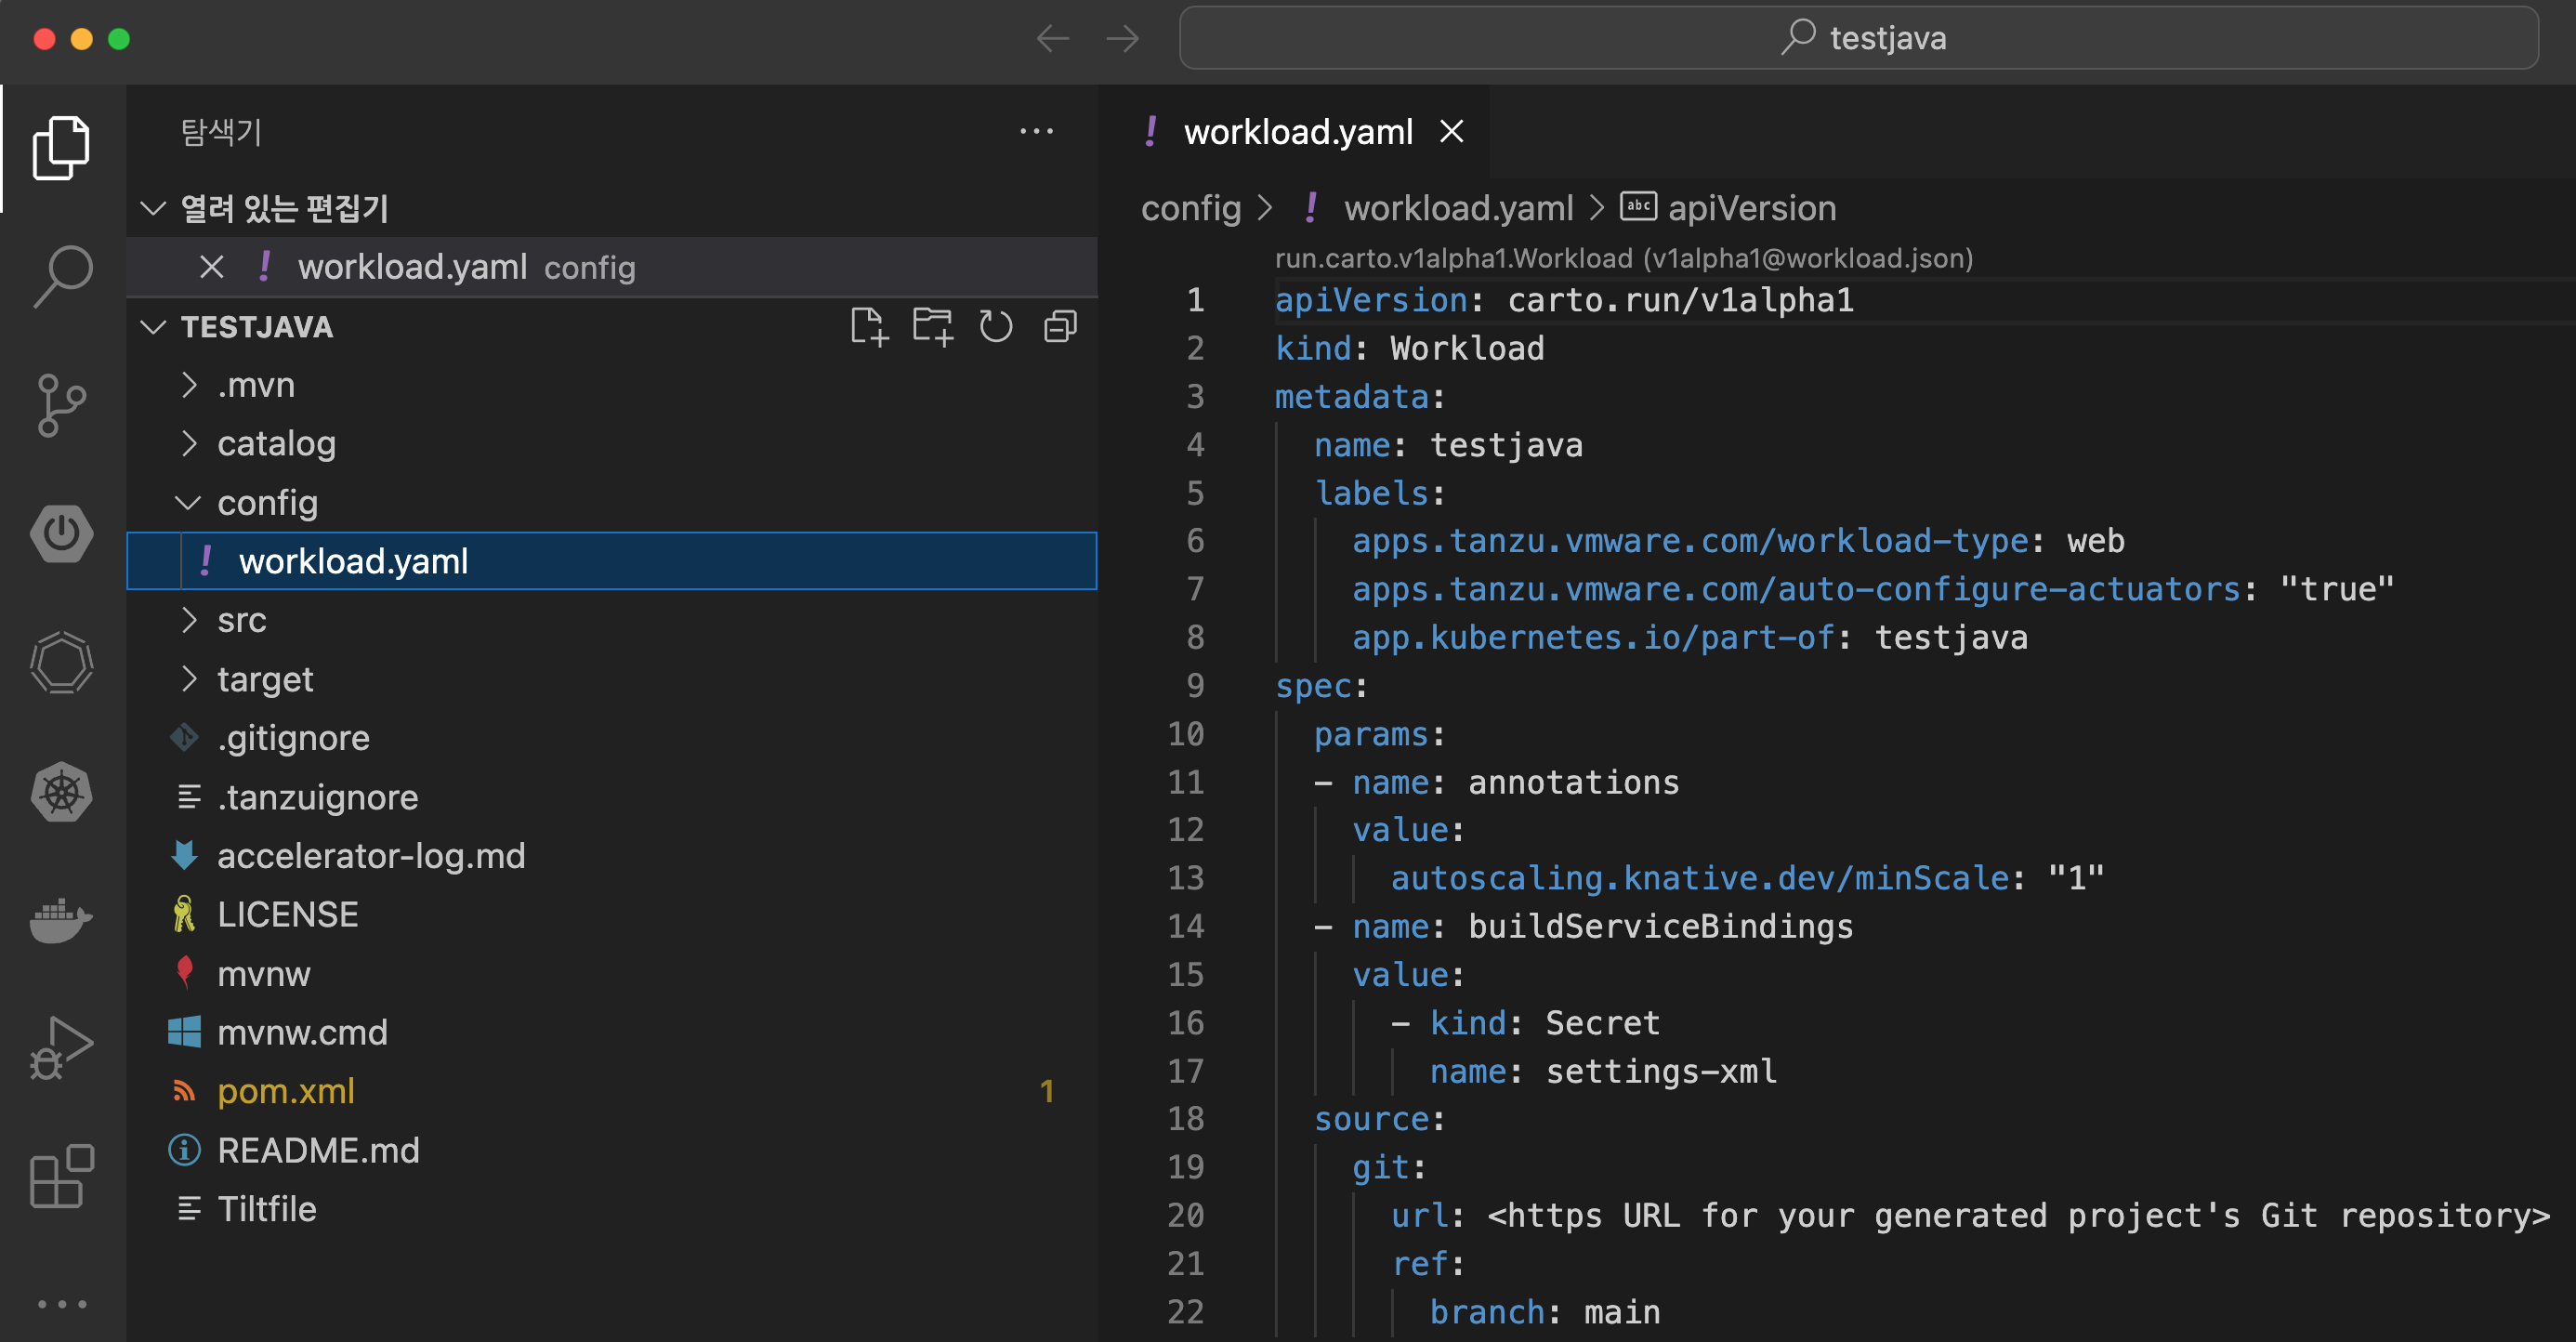 testjava
탐색기
열려 있는 편집기
workload.yaml config
TESTJAVA
.mvn
catalog
config
workload.yaml
src
target
.gitignore
.tanzuignore
accelerator-log.md
LICENSE
mvnw
mvnw.cmd
pom.xml 1
README.md
Tiltfile
workload.yaml
config > workload.yaml > abc apiVersion
run.carto.v1alpha1.Workload (v1alpha1@workload.json)
1 apiVersion: carto.run/v1alpha1
2 kind: Workload
3 metadata:
4 name: testjava
5 labels:
6 apps.tanzu.vmware.com/workload-type: web
7 apps.tanzu.vmware.com/auto-configure-actuators: "true"
8 app.kubernetes.io/part-of: testjava
9 spec:
10 params:
11 - name: annotations
12 value:
13 autoscaling.knative.dev/minScale: "1"
14 - name: buildServiceBindings
15 value:
16 - kind: Secret
17 name: settings-xml
18 source:
19 git:
20 url: <https URL for your generated project's Git repository>
21 ref:
22 branch: main